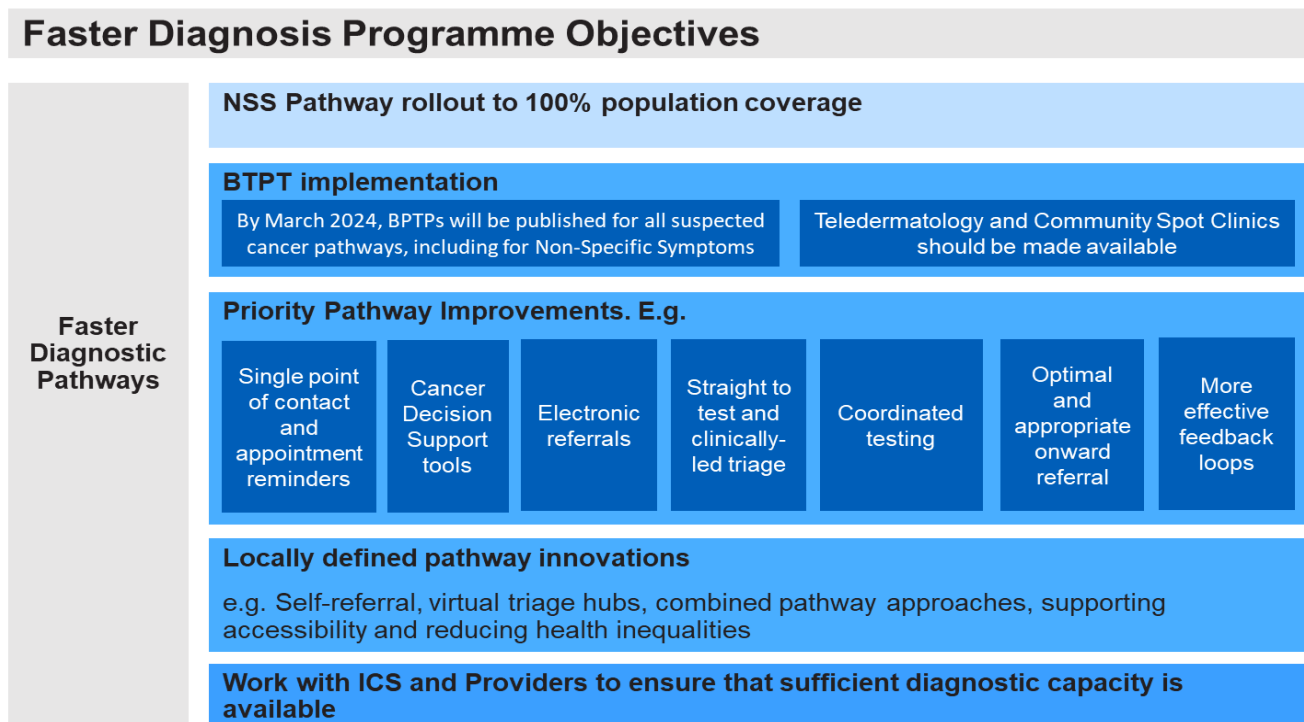 Faster Diagnosis Programme Objectives
Faster
Diagnostic
Pathways
NSS Pathway rollout to 100% population coverage
BTPT implementation
By March 2024, BPTPs will be published for all suspected
cancer pathways, including for Non-Specific Symptoms
Teledermatology and Community Spot Clinics
should be made available
Priority Pathway Improvements. E.g.
Single point
of contact
and
appointment
reminders
Cancer
Decision
Support
tools
Electronic
referrals
Straight to
test and
clinically-
led triage
Coordinated
testing
Optimal
and
appropriate
onward
referral
More
effective
feedback
loops
Locally defined pathway innovations
e.g. Self-referral, virtual triage hubs, combined pathway approaches, supporting
accessibility and reducing health inequalities
Work with ICS and Providers to ensure that sufficient diagnostic capacity is
available